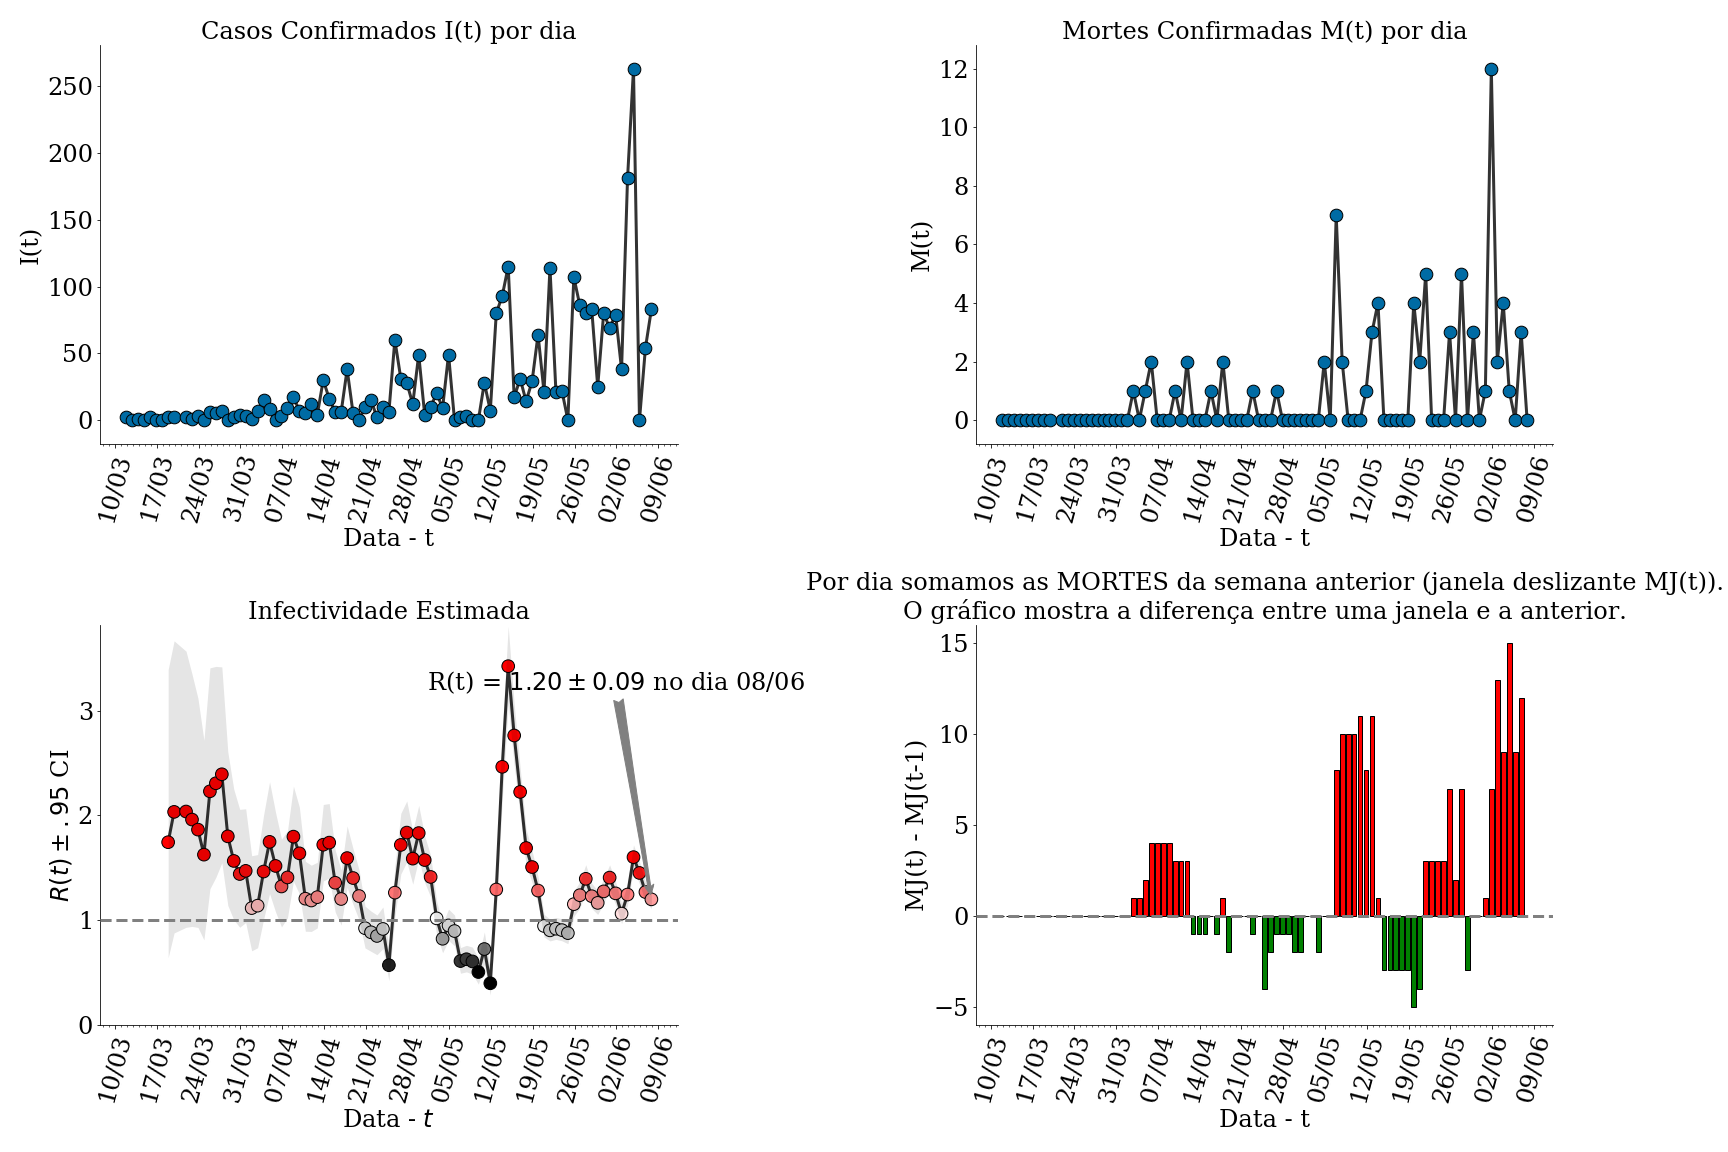 Casos Confirmados I(t) por dia
I(t)
250
200
150
100
50
0
10/03 17/03 24/03 31/03 07/04 14/04 21/04 28/04 05/05 12/05 19/05 26/05 02/06 09/06
Data - t
Mortes Confirmadas M(t) por dia
M(t)
12
10
8
6
4
2
0
10/03 17/03 24/03 31/03 07/04 14/04 21/04 28/04 05/05 12/05 19/05 26/05 02/06 09/06
Data - t
Infectividade Estimada
R(t) = 1.20 ± 0.09 no dia 08/06
R(t) ± .95 CI
3
2
1
0
10/03 17/03 24/03 31/03 07/04 14/04 21/04 28/04 05/05 12/05 19/05 26/05 02/06 09/06
Data - t
Por dia somamos as MORTES da semana anterior (janela deslizante MJ(t)).
O gráfico mostra a diferença entre uma janela e a anterior.
MJ(t) - MJ(t-1)
15
10
5
0
−5
10/03 17/03 24/03 31/03 07/04 14/04 21/04 28/04 05/05 12/05 19/05 26/05 02/06 09/06
Data - t